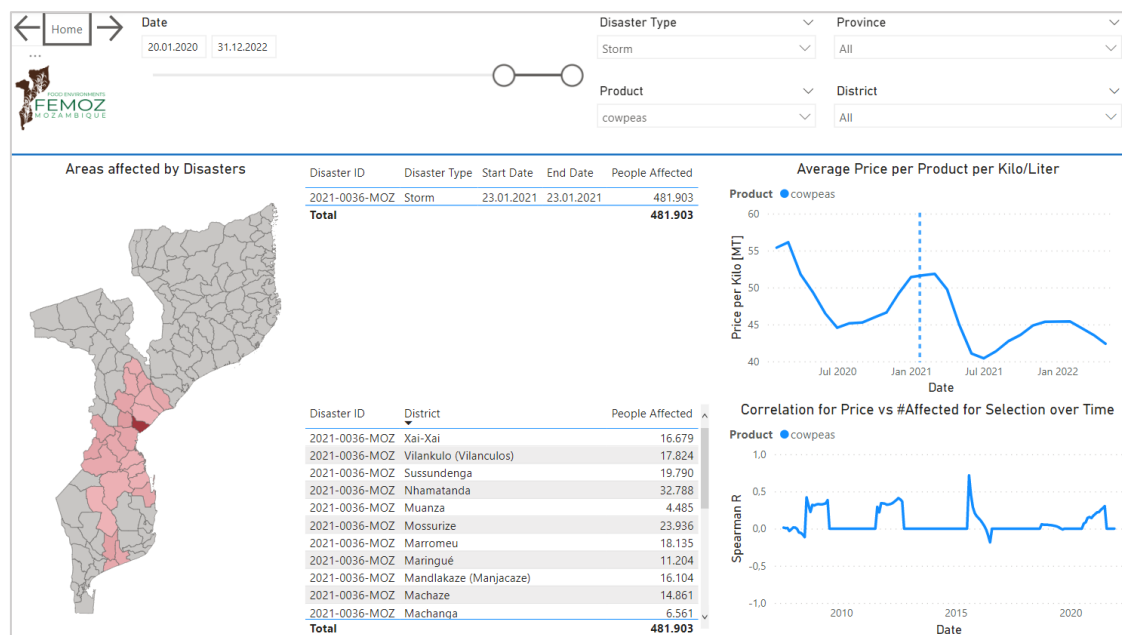 Home
Date
20.01.2020 31.12.2022
Disaster Type
Storm
Province
All
Product
cowpeas
District
All
...
FOOD ENVIRONMENTS
FEMOZ
MOZAMBIQUE
Areas affected by Disasters
Disaster ID Disaster Type Start Date End Date People Affected
2021-0036-MOZ Storm 23.01.2021 23.01.2021 481.903
Total 481.903
Average Price per Product per Kilo/Liter
Product cowpeas
60
55
50
45
40
Price per Kilo [MT]
Jul 2020 Jan 2021 Jul 2021 Jan 2022
Date
Disaster ID District People Affected
2021-0036-MOZ Xai-Xai 16.679
2021-0036-MOZ Vilankulo (Vilanculos) 17.824
2021-0036-MOZ Sussundenga 19.790
2021-0036-MOZ Nhamatanda 32.788
2021-0036-MOZ Muanza 4.485
2021-0036-MOZ Mossurize 23.936
2021-0036-MOZ Marromeu 18.135
2021-0036-MOZ Maringué 11.204
2021-0036-MOZ Mandlakaze (Manjacaze) 16.104
2021-0036-MOZ Machaze 14.861
2021-0036-MOZ Machanga 6.561
Total 481.903
Correlation for Price vs #Affected for Selection over Time
Product cowpeas
1,0
0,5
0,0
-0,5
-1,0
Spearman R
2010 2015 2020
Date